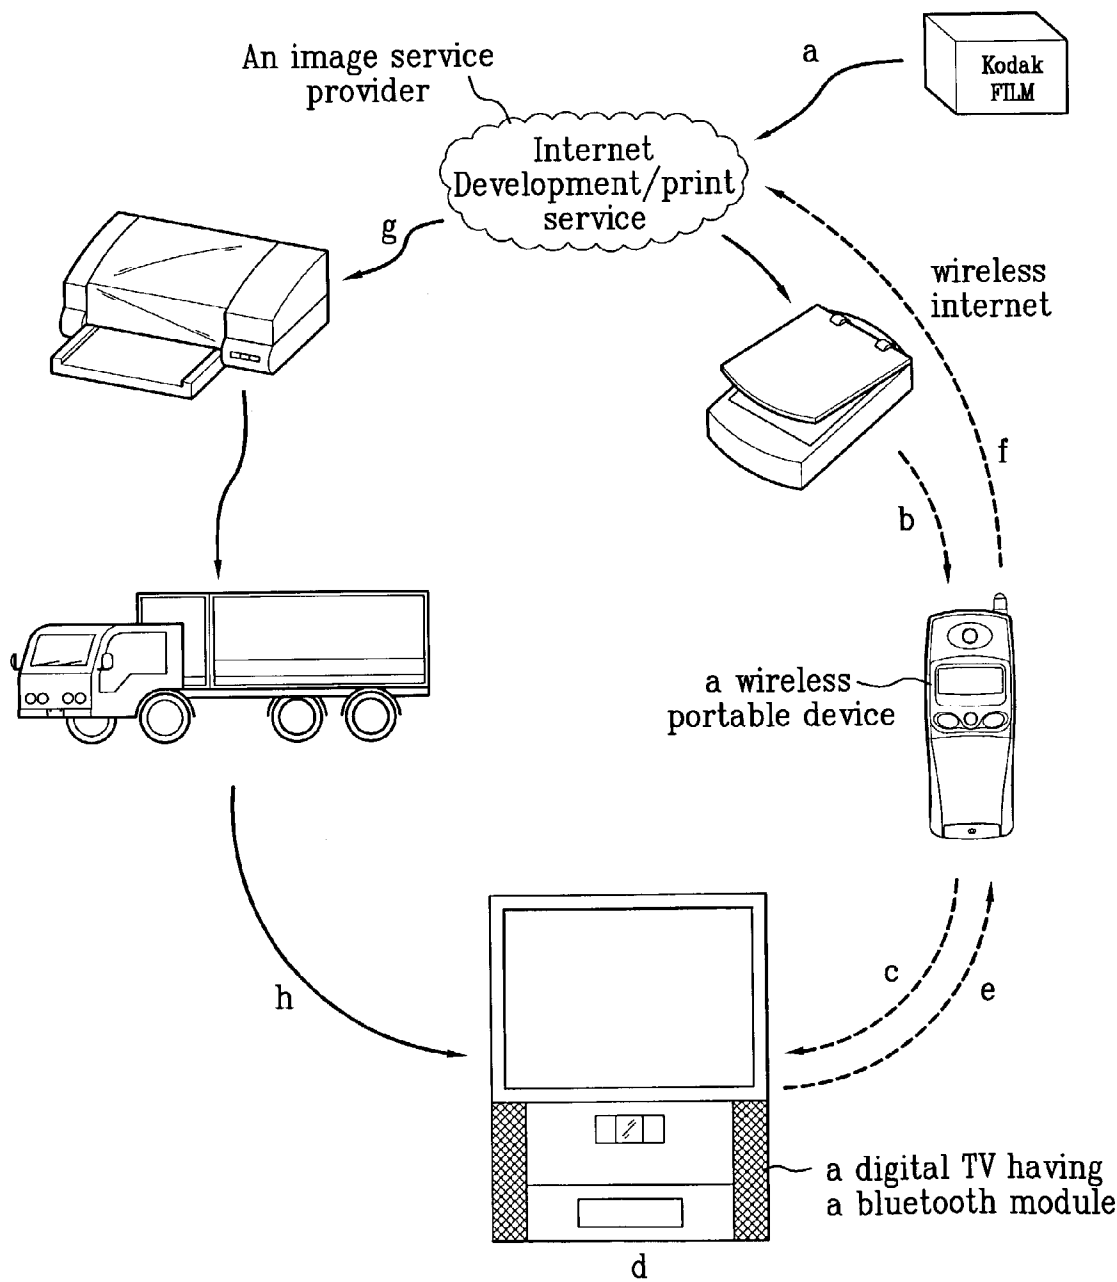 An image service
provider
a
Kodak
FILM
Internet
Development/print
service
g
wireless
internet
f
b
a wireless
portable device
c
e
h
a digital TV having
a bluetooth module
d